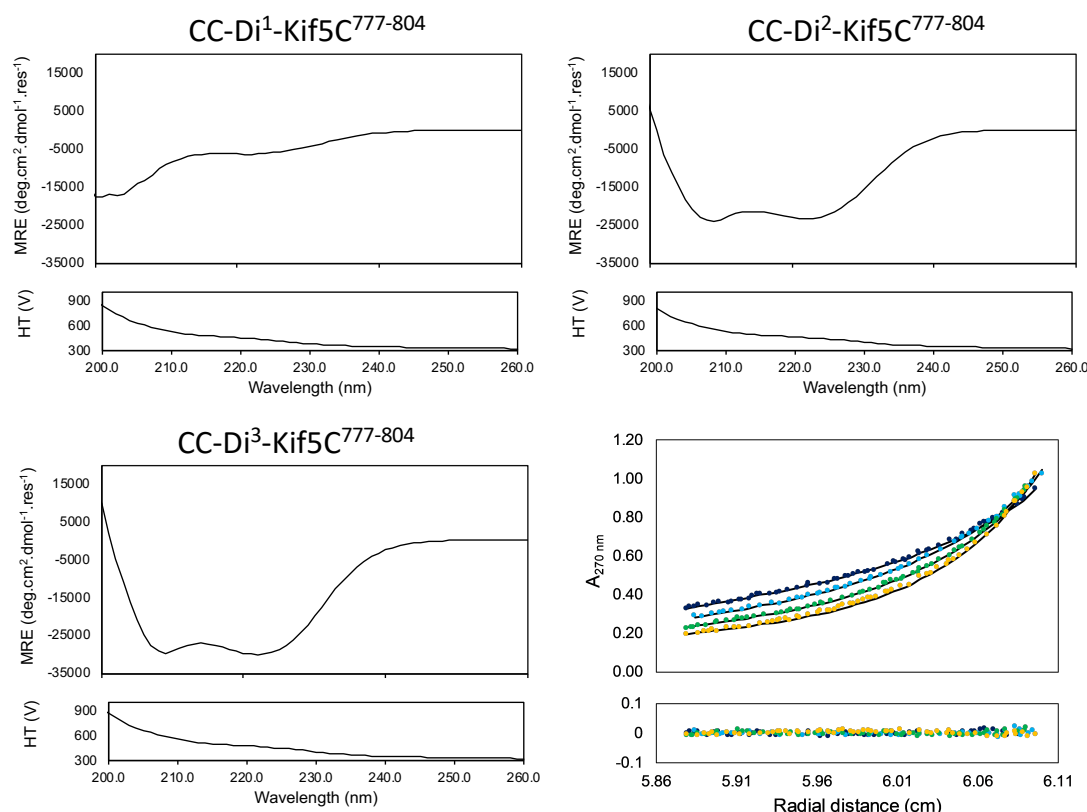 CC-Di¹-Kif5C⁷⁷⁷⁻⁸⁰⁴
15000
5000
-5000
-15000
-25000
-35000
MRE (deg.cm².dmol⁻¹.res⁻¹)
900
600
300
HT (V)
200.0 210.0 220.0 230.0 240.0 250.0 260.0
Wavelength (nm)
CC-Di²-Kif5C⁷⁷⁷⁻⁸⁰⁴
15000
5000
-5000
-15000
-25000
-35000
MRE (deg.cm².dmol⁻¹.res⁻¹)
900
600
300
HT (V)
200.0 210.0 220.0 230.0 240.0 250.0 260.0
Wavelength (nm)
CC-Di³-Kif5C⁷⁷⁷⁻⁸⁰⁴
15000
5000
-5000
-15000
-25000
-35000
MRE (deg.cm².dmol⁻¹.res⁻¹)
900
600
300
HT (V)
200.0 210.0 220.0 230.0 240.0 250.0 260.0
Wavelength (nm)
1.20
1.00
0.80
0.60
0.40
0.20
0.00
A₂₇₀ ₙₘ
0.1
0
-0.1
5.86 5.91 5.96 6.01 6.06 6.11
Radial distance (cm)